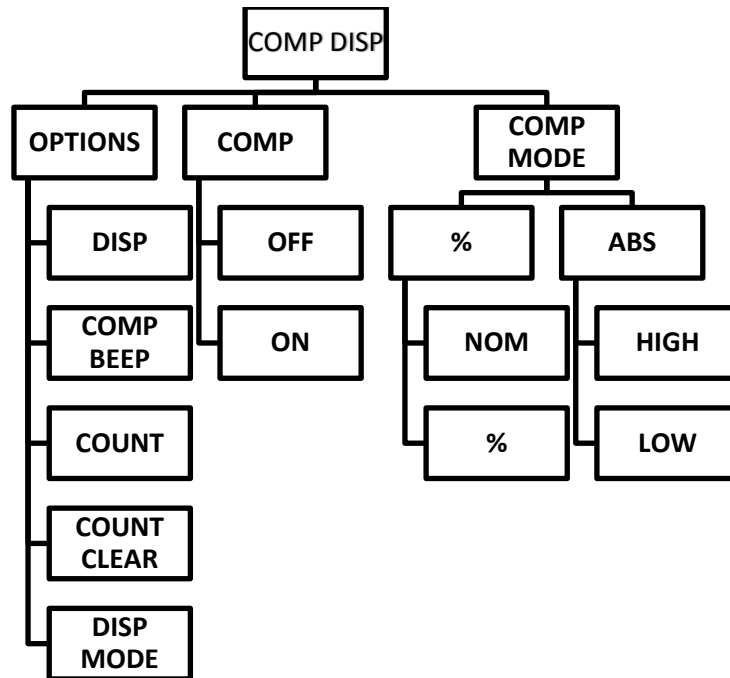 COMP DISP
OPTIONS
COMP
COMP
MODE
DISP
OFF
%
ABS
COMP
BEEP
ON
NOM
HIGH
COUNT
%
LOW
COUNT
CLEAR
DISP
MODE